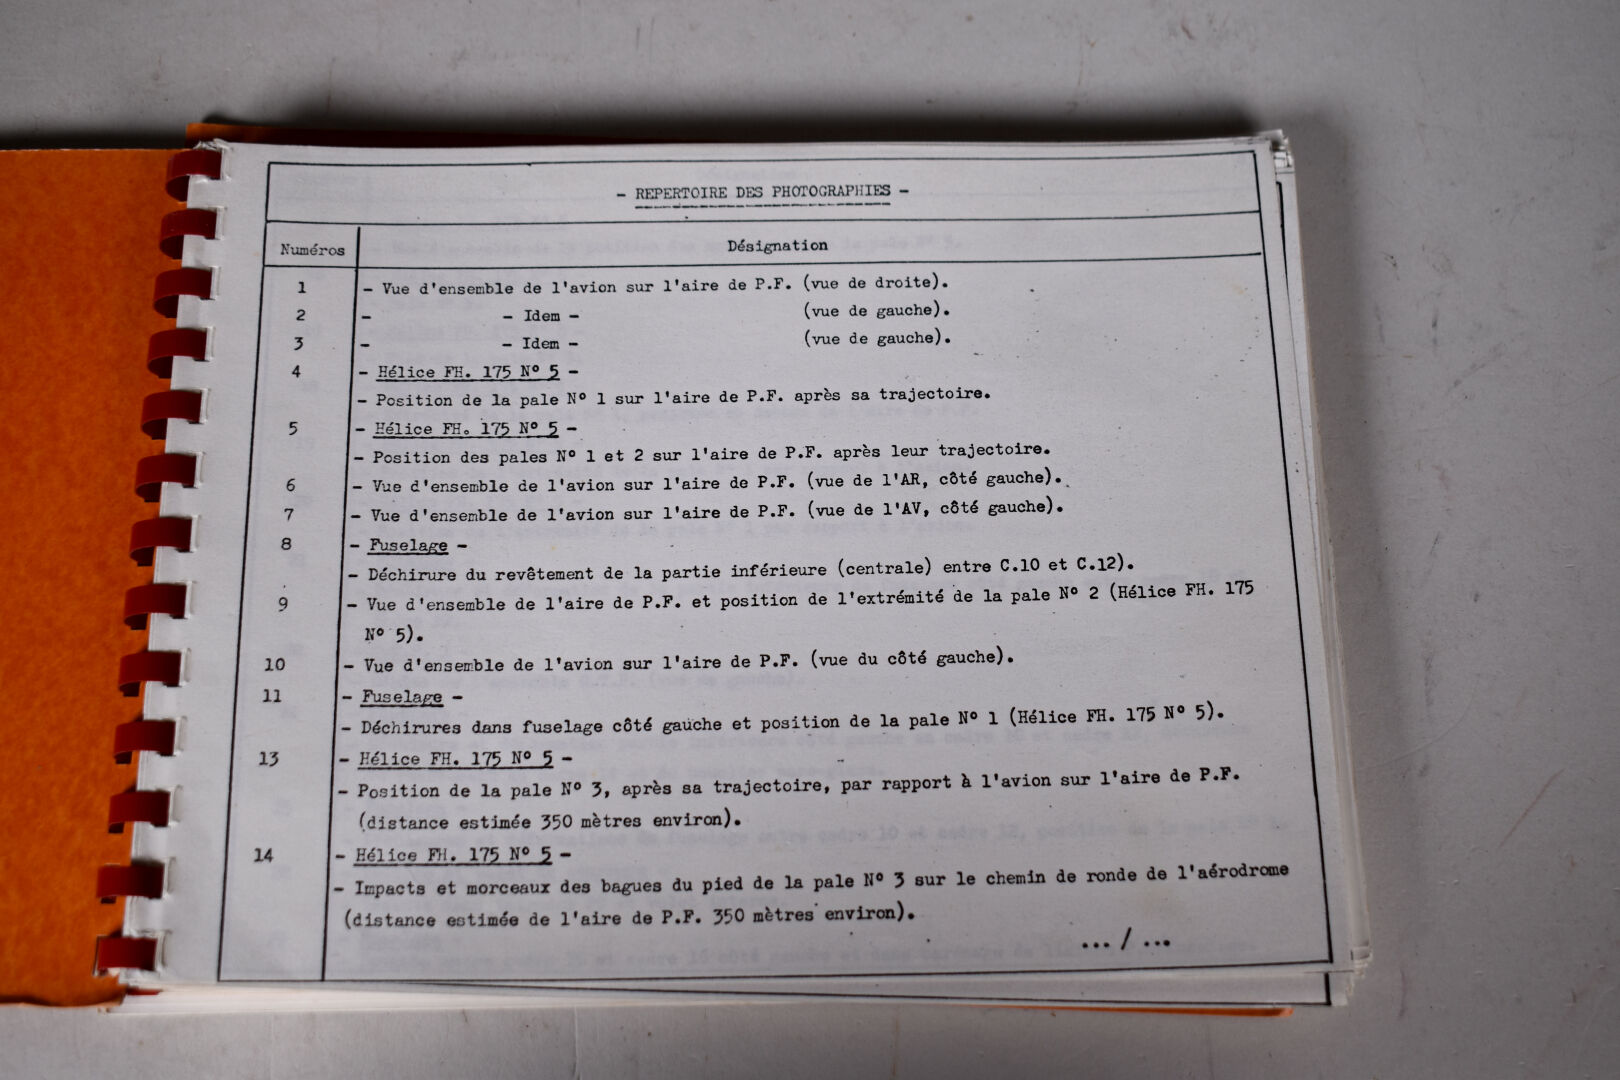 - REPERTOIRE DES PHOTOGRAPHIES -
Numéros Désignation
1 - Vue d'ensemble de l'avion sur l'aire de P.F. (vue de droite).
2 - - Idem - (vue de gauche).
3 - - Idem - (vue de gauche).
4 - Hélice FH. 175 N° 5 -
- Position de la pale N° 1 sur l'aire de P.F. après sa trajectoire.
5 - Hélice FH. 175 N° 5 -
- Position des pales N° 1 et 2 sur l'aire de P.F. après leur trajectoire.
6 - Vue d'ensemble de l'avion sur l'aire de P.F. (vue de l'AR, côté gauche).
7 - Vue d'ensemble de l'avion sur l'aire de P.F. (vue de l'AV, côté gauche).
8 - Fuselage -
- Déchirure du revêtement de la partie inférieure (centrale) entre C.10 et C.12).
9 - Vue d'ensemble de l'aire de P.F. et position de l'extrémité de la pale N° 2 (Hélice FH. 175
N° 5).
10 - Vue d'ensemble de l'avion sur l'aire de P.F. (vue du côté gauche).
11 - Fuselage -
- Déchirures dans fuselage côté gauche et position de la pale N° 1 (Hélice FH. 175 N° 5).
13 - Hélice FH. 175 N° 5 -
- Position de la pale N° 3, après sa trajectoire, par rapport à l'avion sur l'aire de P.F.
(distance estimée 350 mètres environ).
14 - Hélice FH. 175 N° 5 -
- Impacts et morceaux des bagues du pied de la pale N° 3 sur le chemin de ronde de l'aérodrome
(distance estimée de l'aire de P.F. 350 mètres environ).
... / ...